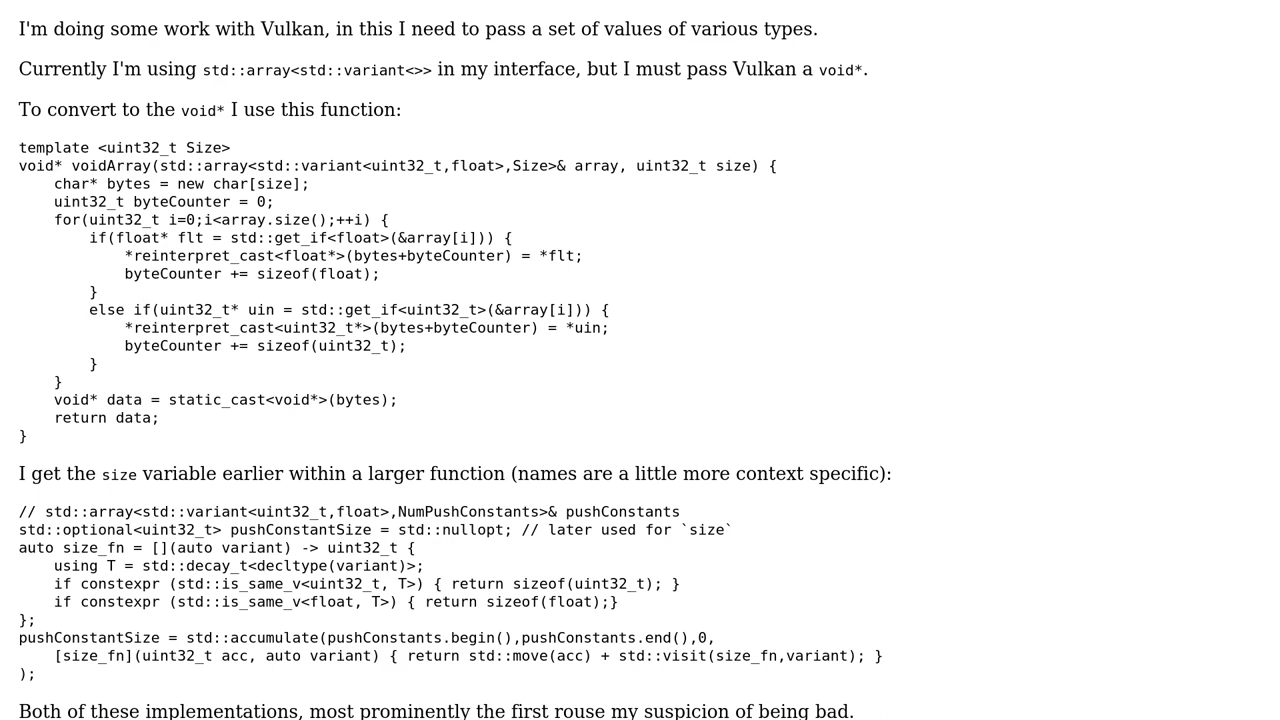 I'm doing some work with Vulkan, in this I need to pass a set of values of various types.
Currently I'm using std::array<std::variant<>> in my interface, but I must pass Vulkan a void*.
To convert to the void* I use this function:
template <uint32_t Size>
void* voidArray(std::array<std::variant<uint32_t,float>,Size>& array, uint32_t size) {
    char* bytes = new char[size];
    uint32_t byteCounter = 0;
    for(uint32_t i=0;i<array.size();++i) {
        if(float* flt = std::get_if<float>(&array[i])) {
            *reinterpret_cast<float*>(bytes+byteCounter) = *flt;
            byteCounter += sizeof(float);
        }
        else if(uint32_t* uin = std::get_if<uint32_t>(&array[i])) {
            *reinterpret_cast<uint32_t*>(bytes+byteCounter) = *uin;
            byteCounter += sizeof(uint32_t);
        }
    }
    void* data = static_cast<void*>(bytes);
    return data;
}
I get the size variable earlier within a larger function (names are a little more context specific):
// std::array<std::variant<uint32_t,float>,NumPushConstants>& pushConstants
std::optional<uint32_t> pushConstantSize = std::nullopt; // later used for `size`
auto size_fn = [](auto variant) -> uint32_t {
    using T = std::decay_t<decltype(variant)>;
    if constexpr (std::is_same_v<uint32_t, T>) { return sizeof(uint32_t); }
    if constexpr (std::is_same_v<float, T>) { return sizeof(float);}
};
pushConstantSize = std::accumulate(pushConstants.begin(),pushConstants.end(),0,
    [size_fn](uint32_t acc, auto variant) { return std::move(acc) + std::visit(size_fn,variant); }
);
Both of these implementations, most prominently the first rouse my suspicion of being bad.